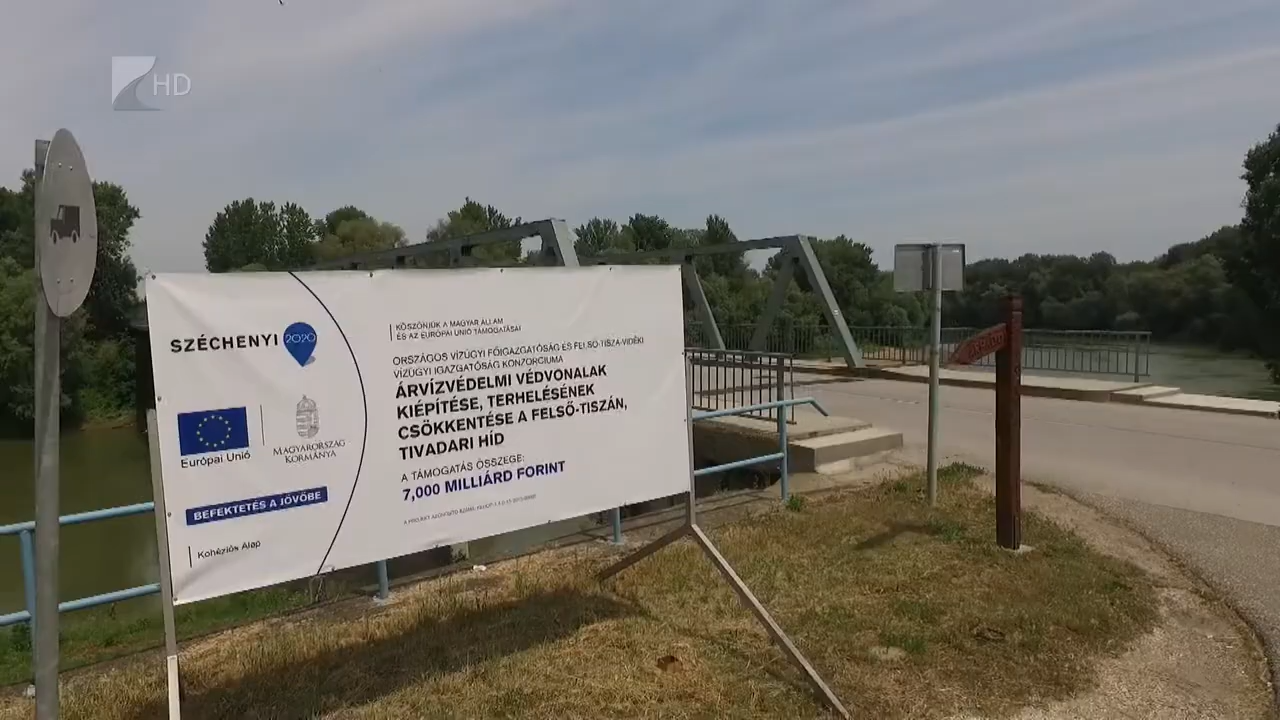 HD
SZÉCHENYI 2020
KÖSZÖNJÜK A MAGYAR ÁLLAM
ÉS AZ EURÓPAI UNIÓ TÁMOGATÁSÁT
ORSZÁGOS VÍZÜGYI FŐIGAZGATÓSÁG ÉS FELSŐ-TISZA-VIDÉKI
VÍZÜGYI IGAZGATÓSÁG KONZORCIUMA
ÁRVÍZVÉDELMI VÉDVONALAK
KIÉPÍTÉSE, TERHELÉSÉNEK
CSÖKKENTÉSE A FELSŐ-TISZÁN,
TIVADARI HÍD
A TÁMOGATÁS ÖSSZEGE:
7,000 MILLIÁRD FORINT
Európai Unió
MAGYARORSZÁG
KORMÁNYA
BEFEKTETÉS A JÖVŐBE
Kohéziós Alap